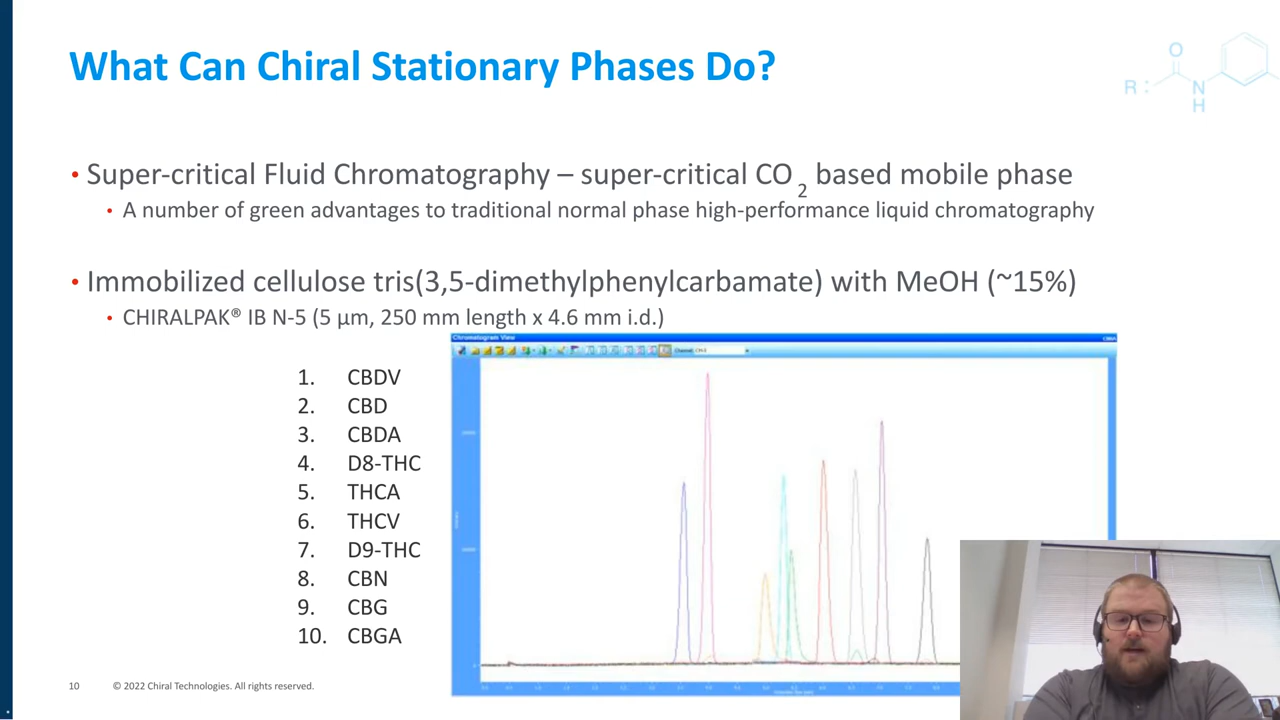 What Can Chiral Stationary Phases Do?
O
R :
N
H
• Super-critical Fluid Chromatography – super-critical CO2 based mobile phase
• A number of green advantages to traditional normal phase high-performance liquid chromatography
• Immobilized cellulose tris(3,5-dimethylphenylcarbamate) with MeOH (~15%)
• CHIRALPAK® IB N-5 (5 µm, 250 mm length x 4.6 mm i.d.)
Chromatogram View
Channel
1. CBDV
2. CBD
3. CBDA
4. D8-THC
5. THCA
6. THCV
7. D9-THC
8. CBN
9. CBG
10. CBGA
10 © 2022 Chiral Technologies. All rights reserved.